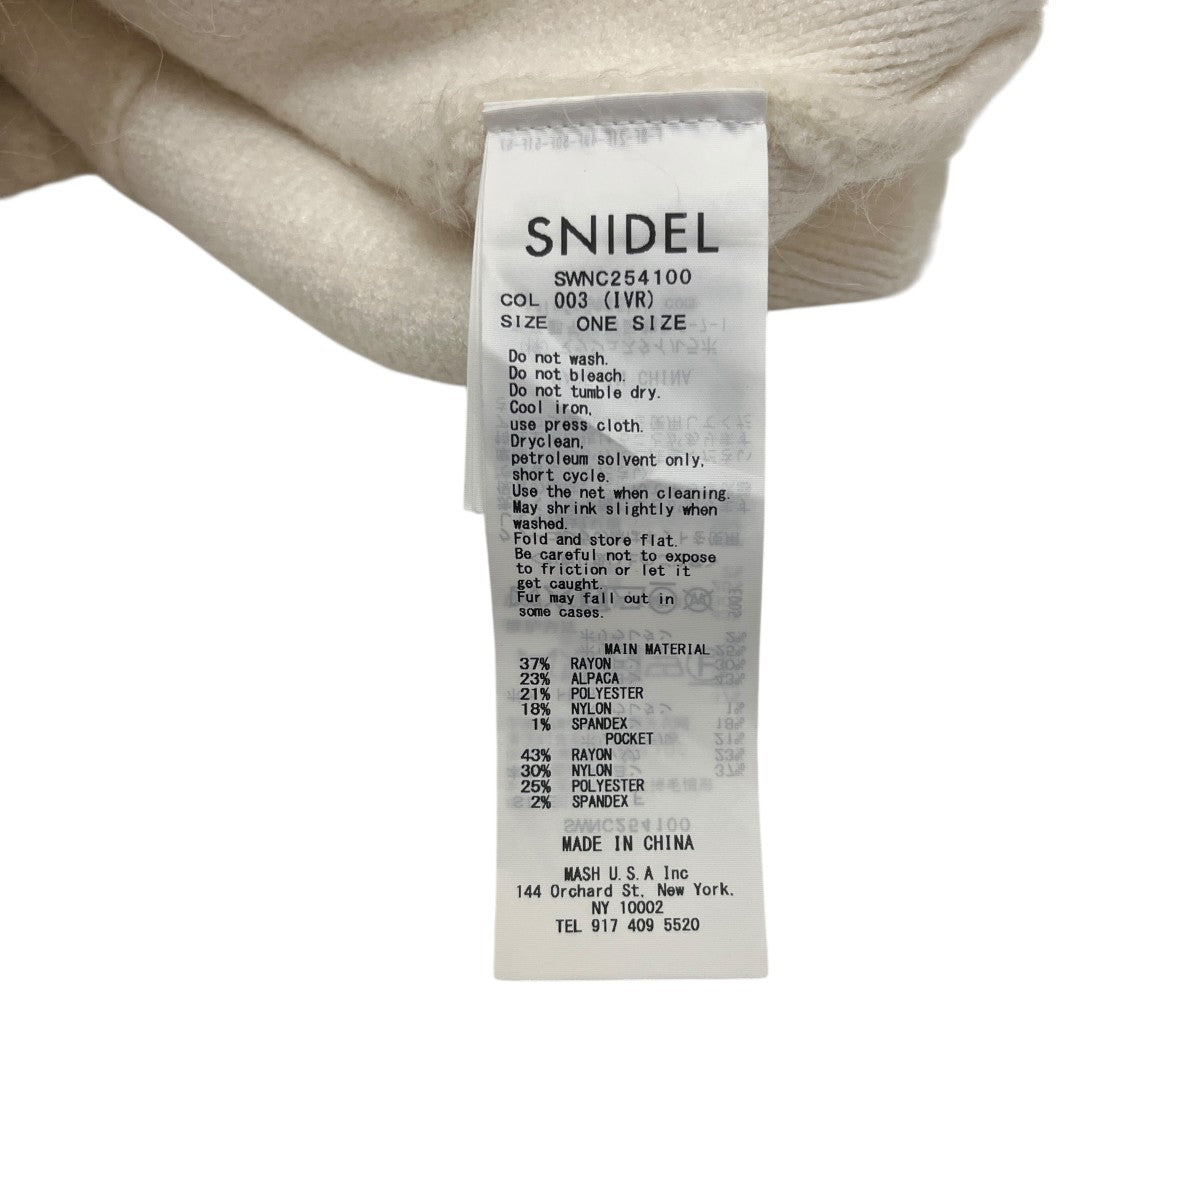 SNIDEL
SWNC254100
COL 003 (IVR)
SIZE ONE SIZE
Do not wash.
Do not bleach.
Do not tumble dry.
Cool iron,
use press cloth.
Dryclean,
petroleum solvent only,
short cycle.
Use the net when cleaning.
May shrink slightly when
washed.
Fold and store flat.
Be careful not to expose
to friction or let it
get caught.
Fur may fall out in
some cases.
MAIN MATERIAL
37% RAYON
23% ALPACA
21% POLYESTER
18% NYLON
1% SPANDEX
POCKET
43% RAYON
30% NYLON
25% POLYESTER
2% SPANDEX
MADE IN CHINA
MASH U.S.A Inc
144 Orchard St, New York.
NY 10002
TEL 917 409 5520